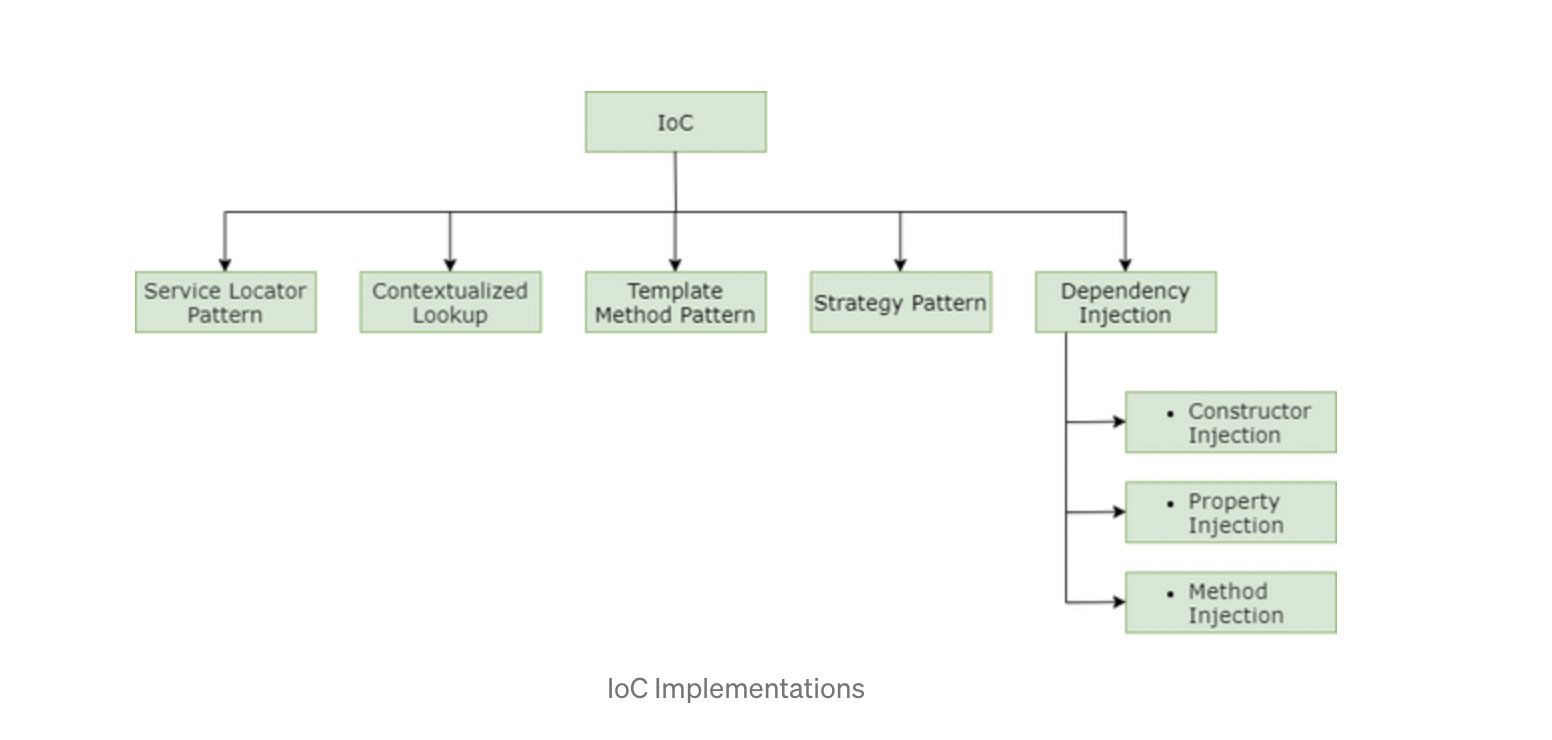 IoC
Service Locator
Pattern
Contextualized
Lookup
Template
Method Pattern
Strategy Pattern
Dependency
Injection
• Constructor
Injection
• Property
Injection
• Method
Injection
IoC Implementations